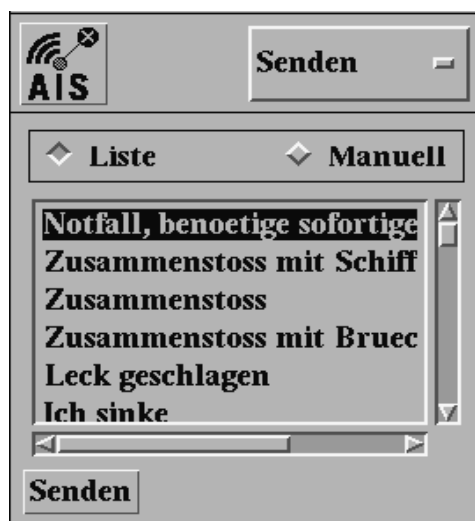 AIS
Senden
Liste Manuell
Notfall, benoetige sofortige
Zusammenstoss mit Schiff
Zusammenstoss
Zusammenstoss mit Bruec
Leck geschlagen
Ich sinke
Senden